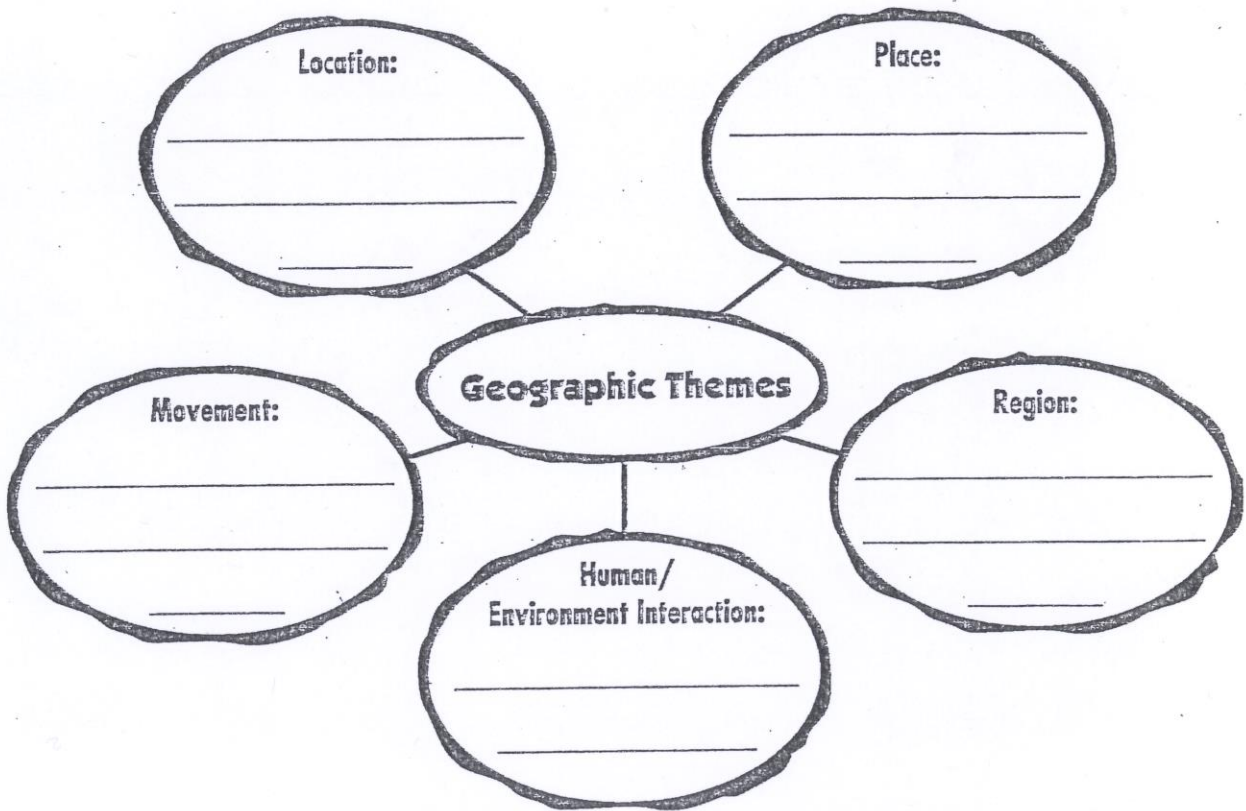 Location:
Place:
Geographic Themes
Movement:
Region:
Human/
Environment Interaction: